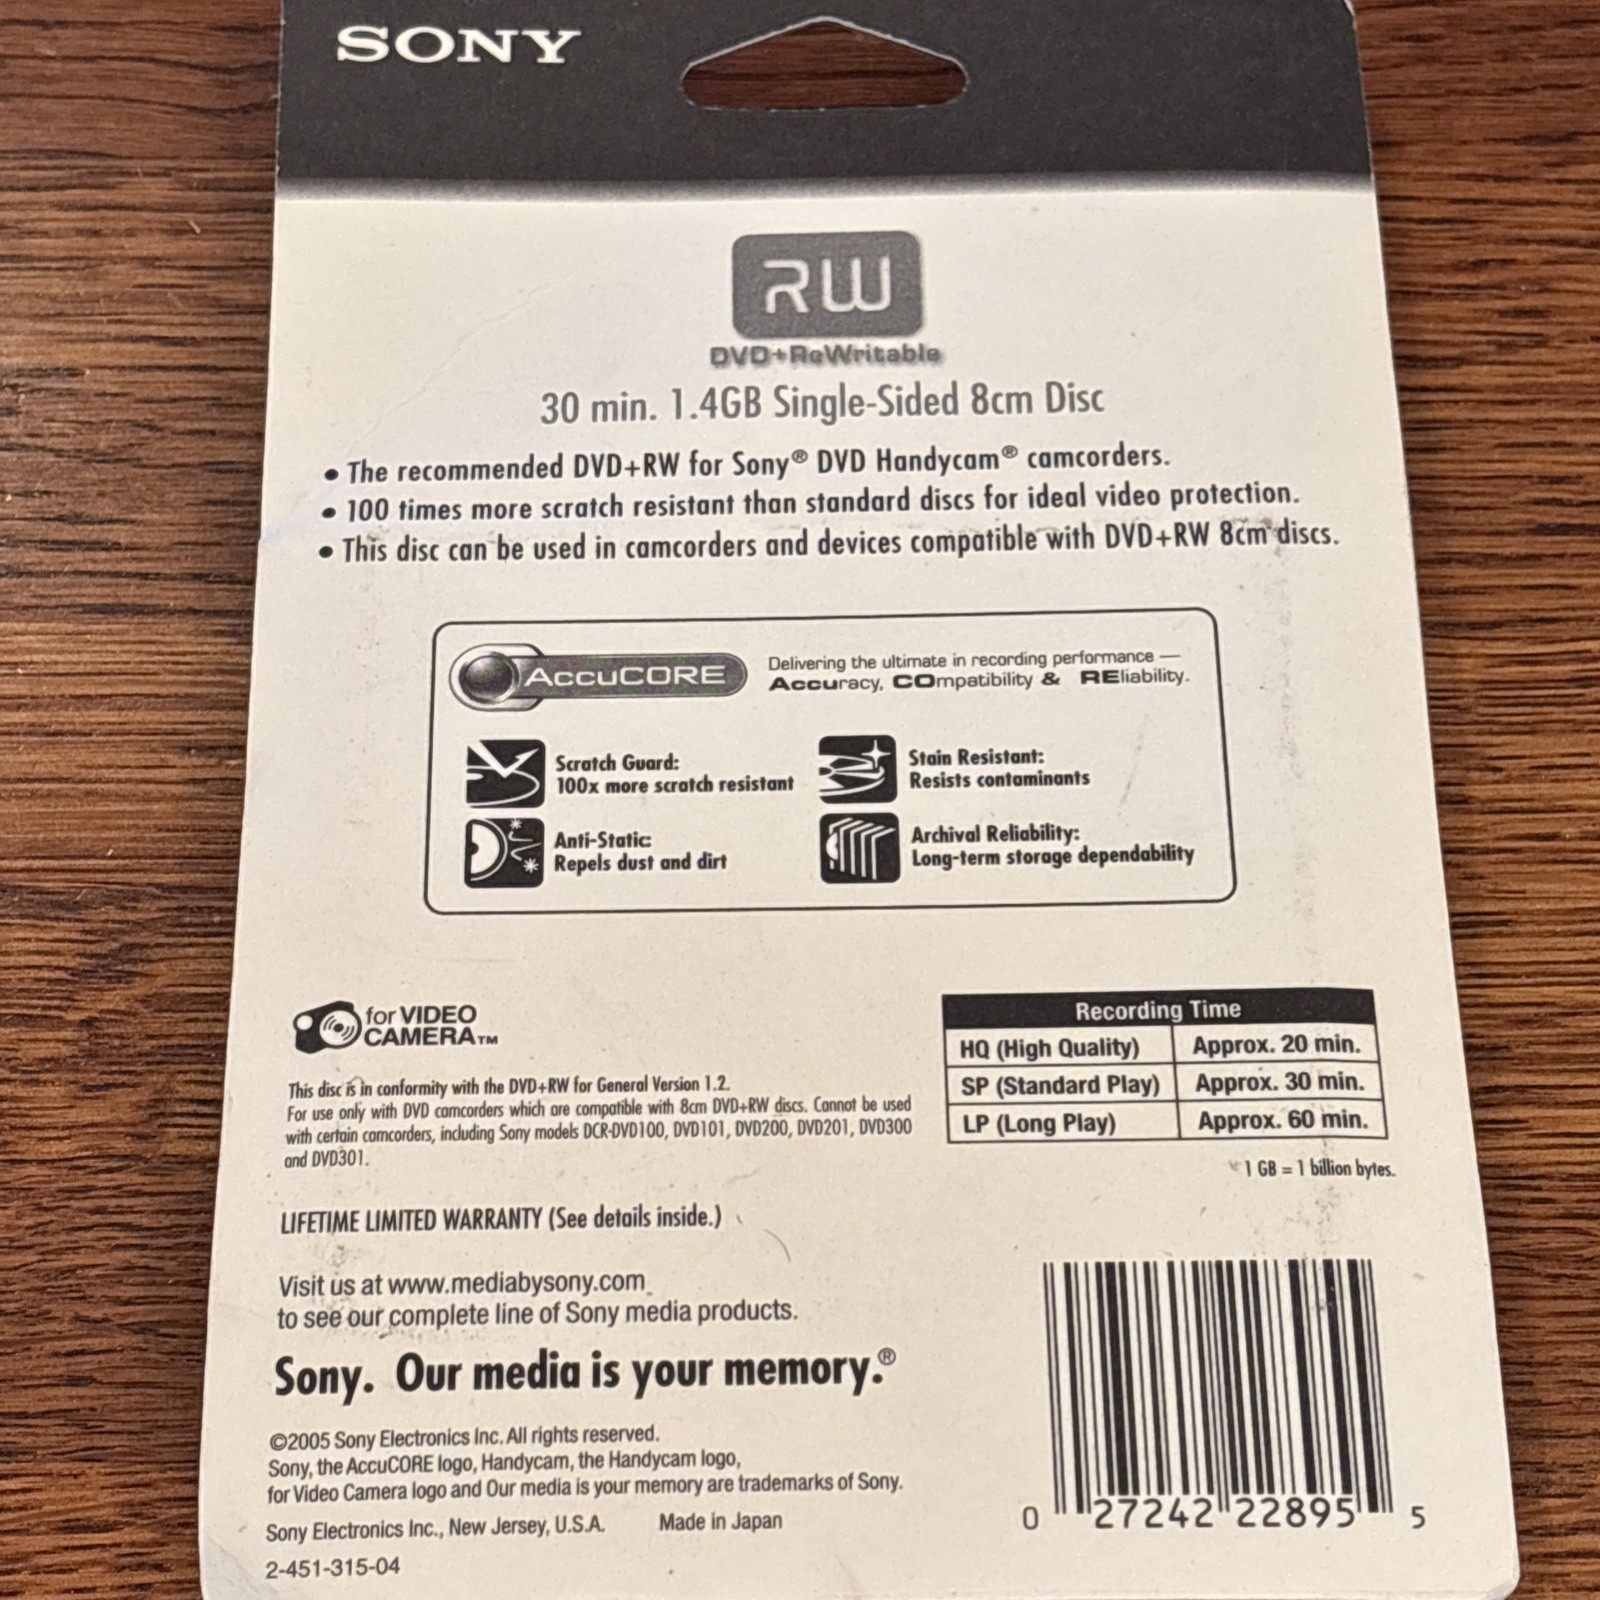 SONY
RW
DVD+ReWritable
30 min. 1.4GB Single-Sided 8cm Disc
• The recommended DVD+RW for Sony® DVD Handycam® camcorders.
• 100 times more scratch resistant than standard discs for ideal video protection.
• This disc can be used in camcorders and devices compatible with DVD+RW 8cm discs.
AccuCORE
Delivering the ultimate in recording performance —
Accuracy, COmpatibility & REliability.
Scratch Guard:
100x more scratch resistant
Stain Resistant:
Resists contaminants
Anti-Static:
Repels dust and dirt
Archival Reliability:
Long-term storage dependability
for VIDEO
CAMERA™
This disc is in conformity with the DVD+RW for General Version 1.2.
For use only with DVD camcorders which are compatible with 8cm DVD+RW discs. Cannot be used
with certain camcorders, including Sony models DCR-DVD100, DVD101, DVD200, DVD201, DVD300
and DVD301.
Recording Time
HQ (High Quality) Approx. 20 min.
SP (Standard Play) Approx. 30 min.
LP (Long Play) Approx. 60 min.
1 GB = 1 billion bytes.
LIFETIME LIMITED WARRANTY (See details inside.)
Visit us at www.mediabysony.com
to see our complete line of Sony media products.
Sony. Our media is your memory.®
©2005 Sony Electronics Inc. All rights reserved.
Sony, the AccuCORE logo, Handycam, the Handycam logo,
for Video Camera logo and Our media is your memory are trademarks of Sony.
Sony Electronics Inc., New Jersey, U.S.A. Made in Japan
2-451-315-04
0 27242 22895 5